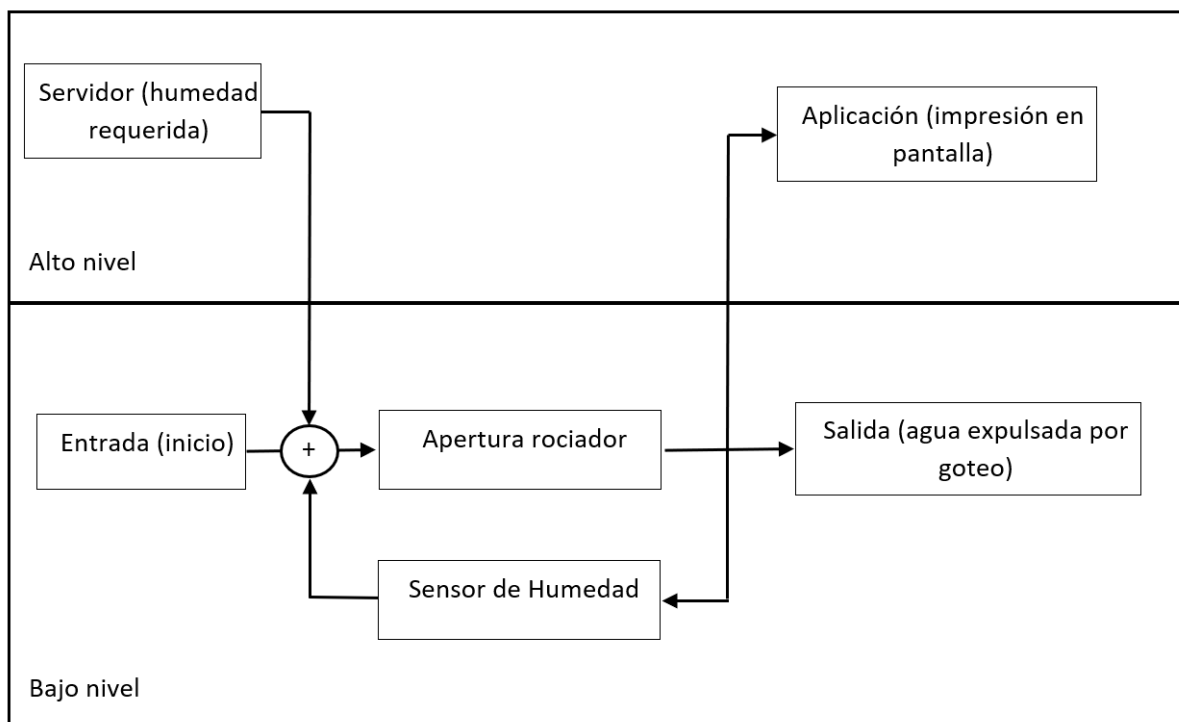 Servidor (humedad
requerida)
Aplicación (impresión en
pantalla)
Alto nivel
Entrada (inicio)
+
Apertura rociador
Salida (agua expulsada por
goteo)
Sensor de Humedad
Bajo nivel